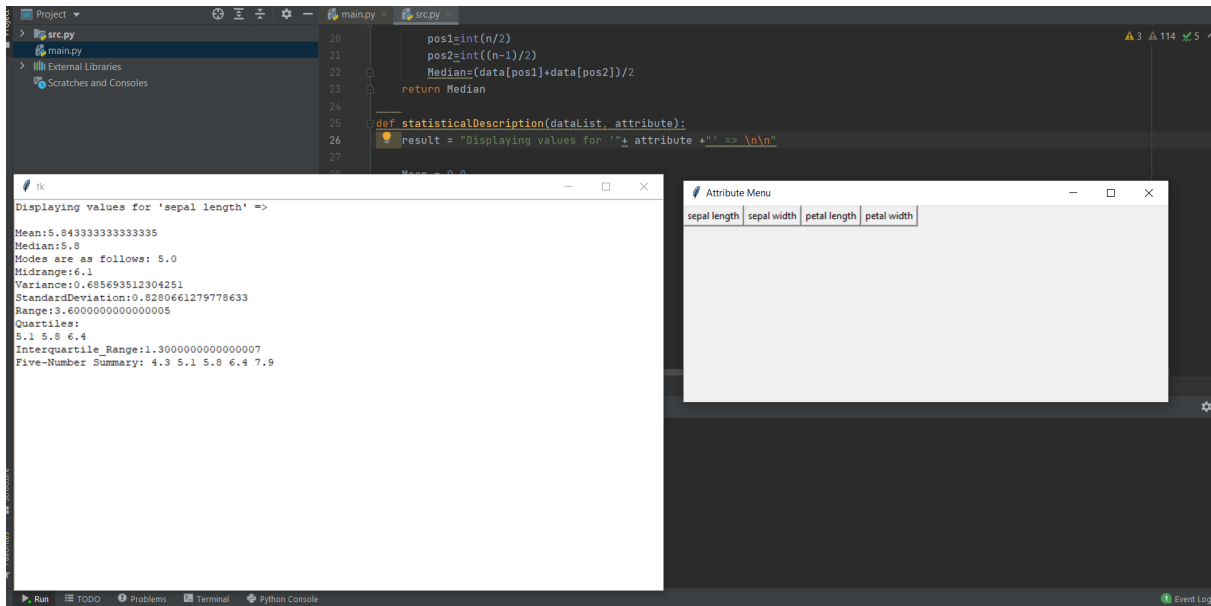 Project
main.py
src.py
src.py
main.py
External Libraries
Scratches and Consoles
3 114 5
20 pos1=int(n/2)
21 pos2=int((n-1)/2)
22 Median=(data[pos1]+data[pos2])/2
23 return Median
24
25 def statisticalDescription(dataList, attribute):
26 result = "Displaying values for '"+ attribute +"' => \n\n"
27
tk
Displaying values for 'sepal length' =>
Mean:5.843333333333335
Median:5.8
Modes are as follows: 5.0
Midrange:6.1
Variance:0.685693512304251
StandardDeviation:0.8280661279778633
Range:3.6000000000000005
Quartiles:
5.1 5.8 6.4
Interquartile_Range:1.3000000000000007
Five-Number Summary: 4.3 5.1 5.8 6.4 7.9
Attribute Menu
sepal length sepal width petal length petal width
Run TODO Problems Terminal Python Console
1 Event Log